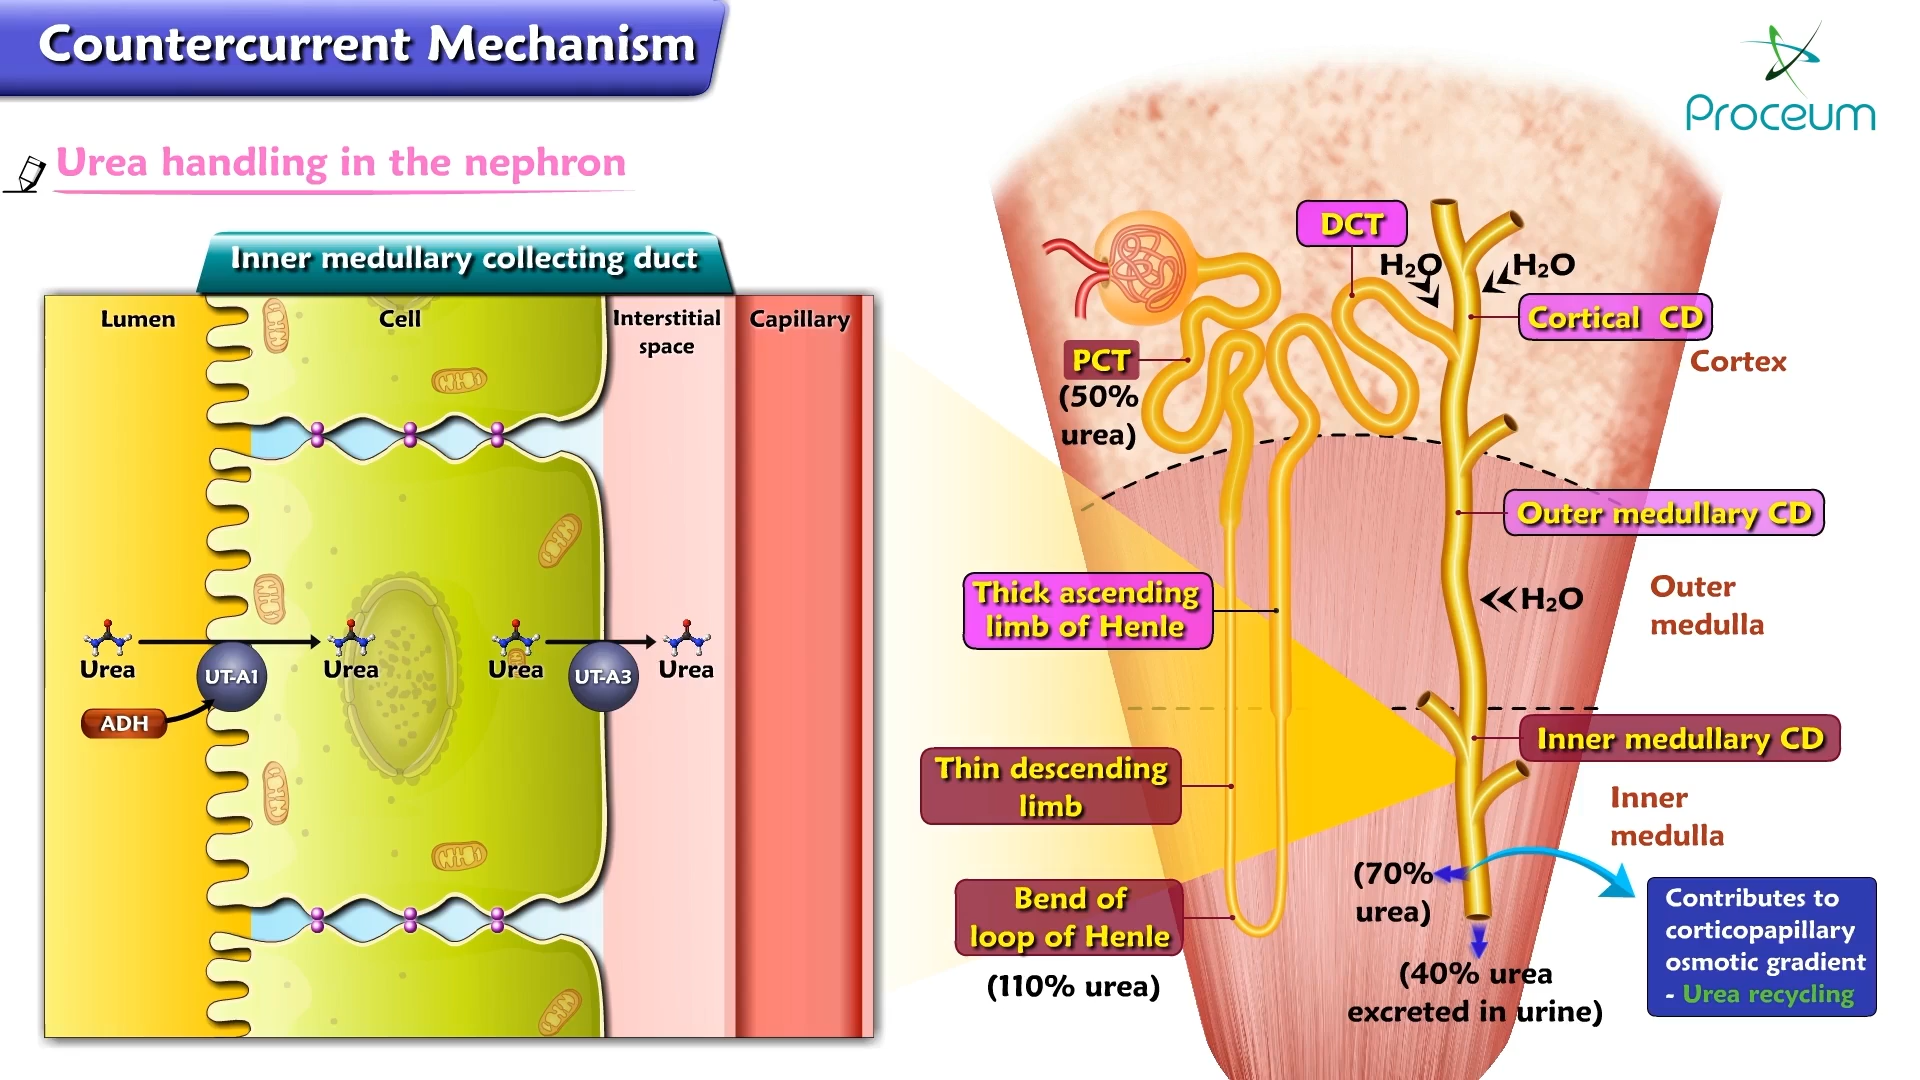 Countercurrent Mechanism
Proceum
Urea handling in the nephron
Inner medullary collecting duct
Lumen
Cell
Interstitial
space
Capillary
Urea
UT-A1
Urea
Urea
UT-A3
Urea
ADH
DCT
H₂O
H₂O
Cortical CD
PCT
(50%
urea)
Cortex
Outer medullary CD
Thick ascending
limb of Henle
H₂O
Outer
medulla
Inner medullary CD
Thin descending
limb
Inner
medulla
Bend of
loop of Henle
(110% urea)
(70%
urea)
(40% urea
excreted in urine)
Contributes to
corticopapillary
osmotic gradient
- Urea recycling